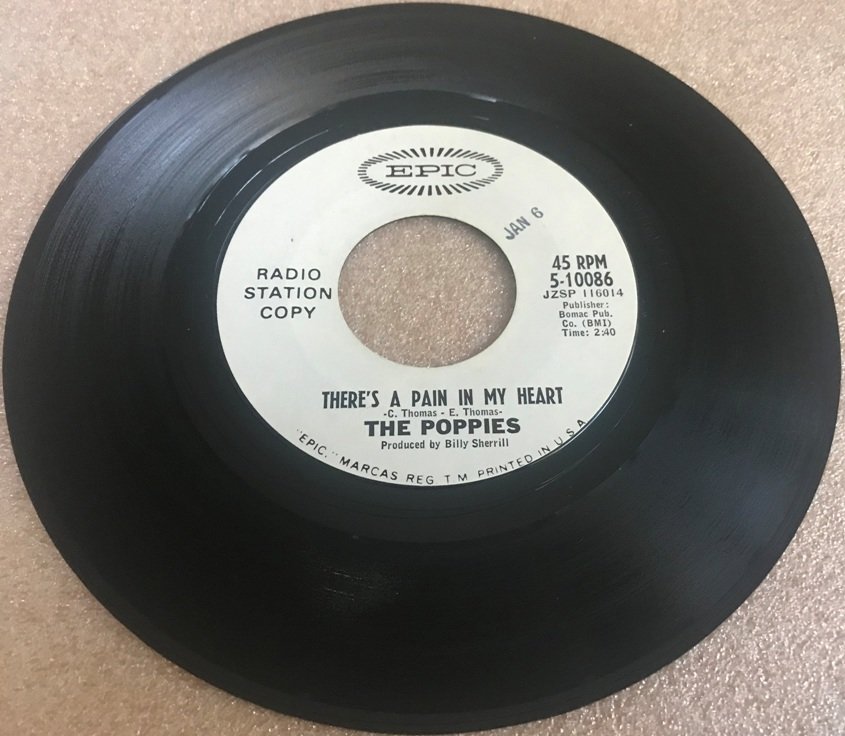 EPIC
JAN 6
RADIO
STATION
COPY
45 RPM
5-10086
JZSP 116014
Publisher:
Bomac Pub.
Co. (BMI)
Time: 2:40
THERE'S A PAIN IN MY HEART
-C. Thomas - E. Thomas-
THE POPPIES
Produced by Billy Sherrill
"EPIC," MARCAS REG. T.M. PRINTED IN U.S.A.